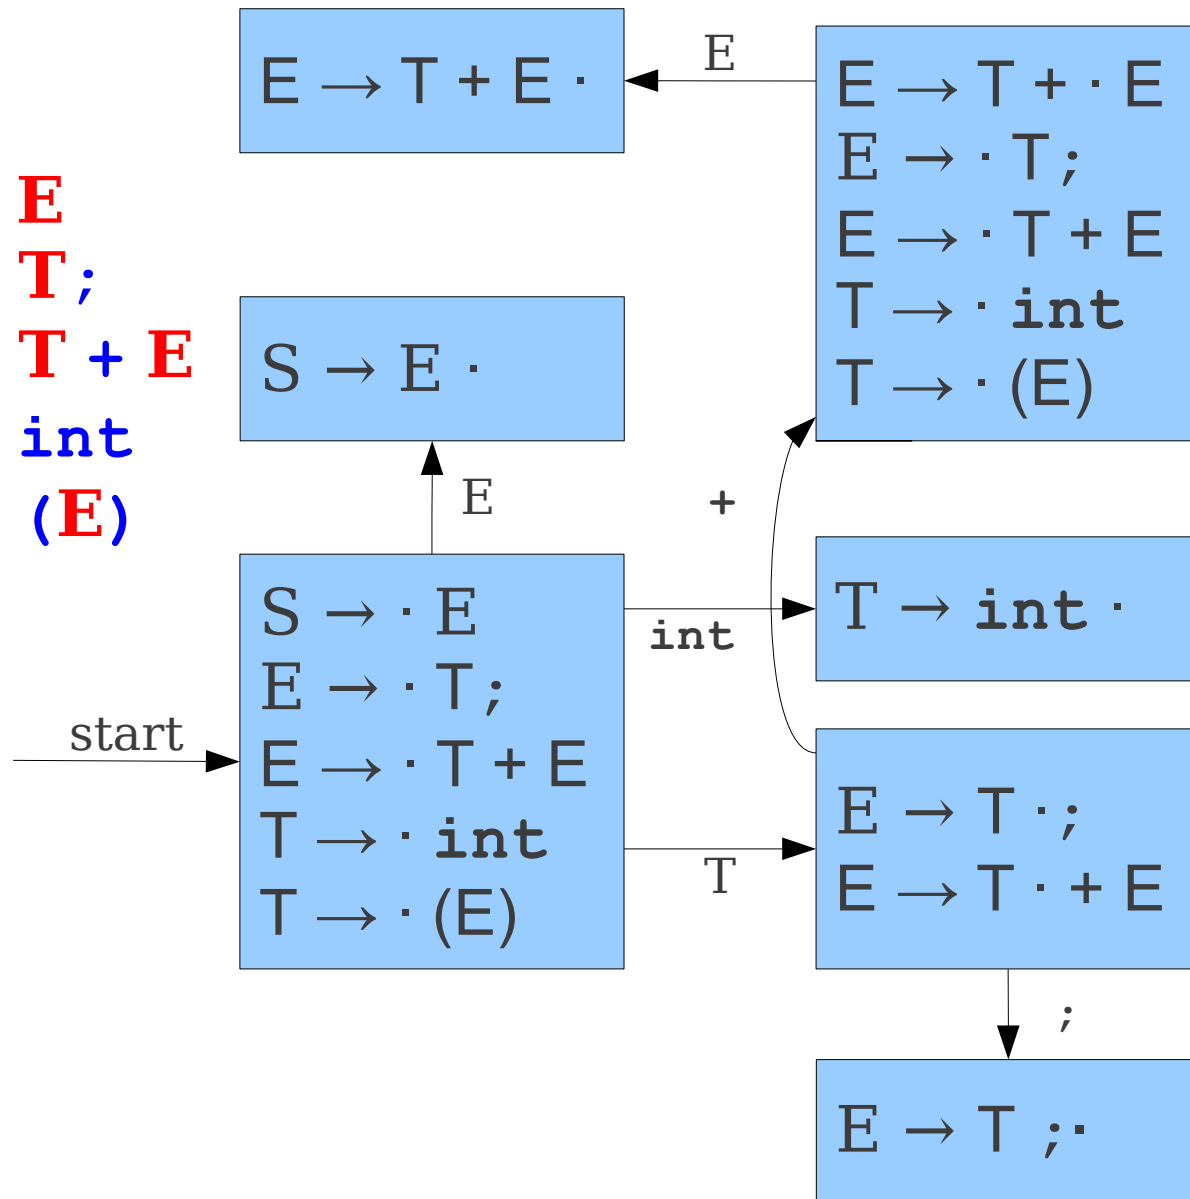 E
T ;
T + E
int
(E)
E → T + E ·
E
E → T + · E
E → · T ;
E → · T + E
T → · int
T → · (E)
S → E ·
E
+
start
S → · E
E → · T ;
E → · T + E
T → · int
T → · (E)
int
T → int ·
T
E → T · ;
E → T · + E
;
E → T ; ·